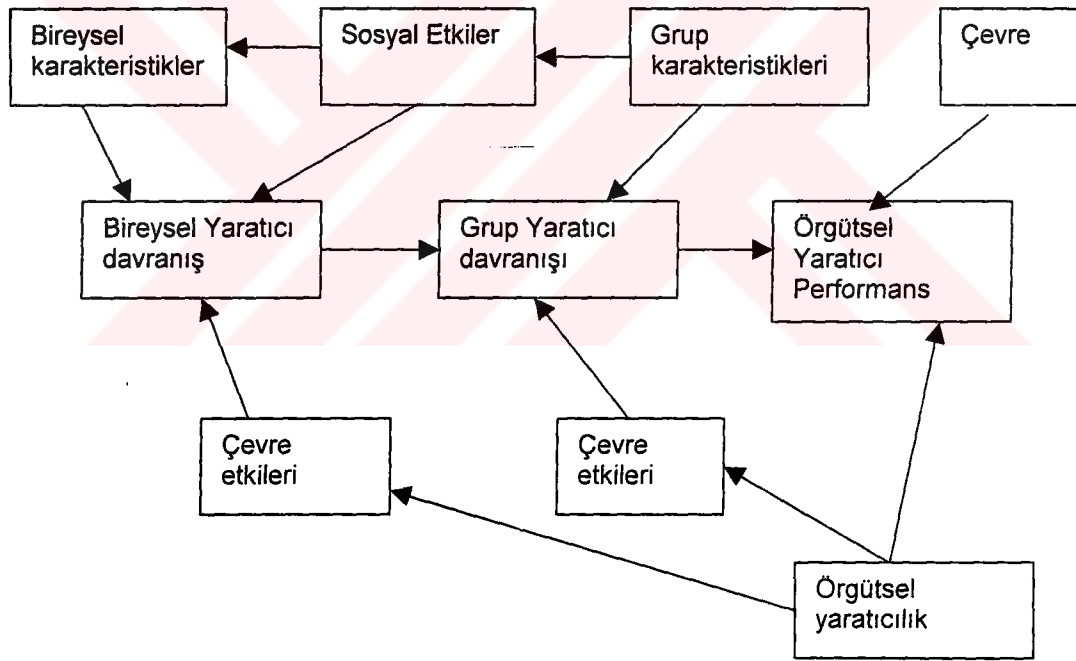 Bireysel
karakteristikler
Sosyal Etkiler
Grup
karakteristikleri
Çevre
Bireysel Yaratıcı
davranış
Grup Yaratıcı
davranışı
Örgütsel
Yaratıcı
Performans
Çevre
etkileri
Çevre
etkileri
Örgütsel
yaratıcılık